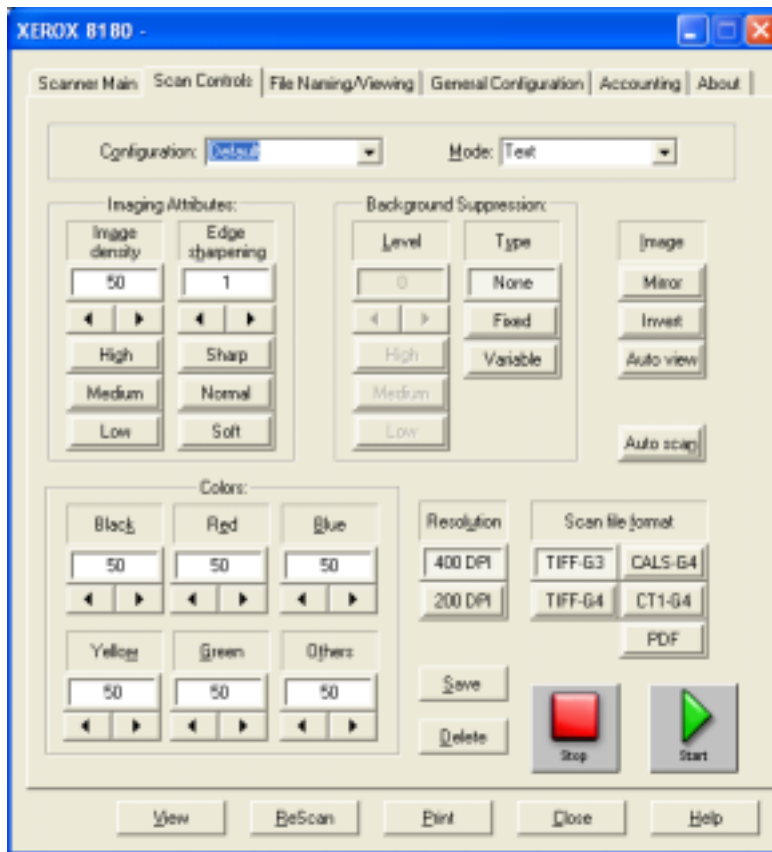 XEROX 8180 -
Scanner Main Scan Controls File Naming/Viewing General Configuration Accounting About
Configuration: Default Mode: Text
Imaging Attributes: Background Suppression:
Image density Edge sharpening Level Type Image
50 1 0 None Mirror
Fixed Invert
High Sharp High Variable Auto view
Medium Normal Medium
Low Soft Low Auto scan
Colors:
Black Red Blue Resolution Scan file format
50 50 50 400 DPI TIFF-G3 CALS-G4
200 DPI TIFF-G4 CT1-G4
Yellow Green Others PDF
50 50 50 Save
Delete Stop Start
View ReScan Print Close Help